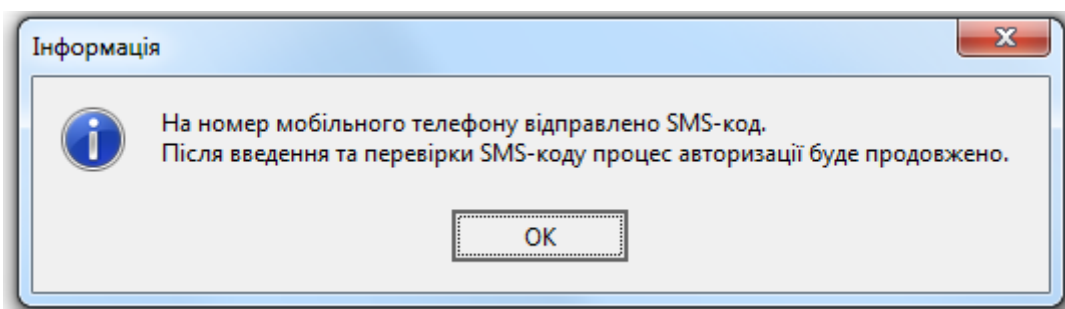 Інформація
На номер мобільного телефону відправлено SMS-код.
Після введення та перевірки SMS-коду процес авторизації буде продовжено.
OK